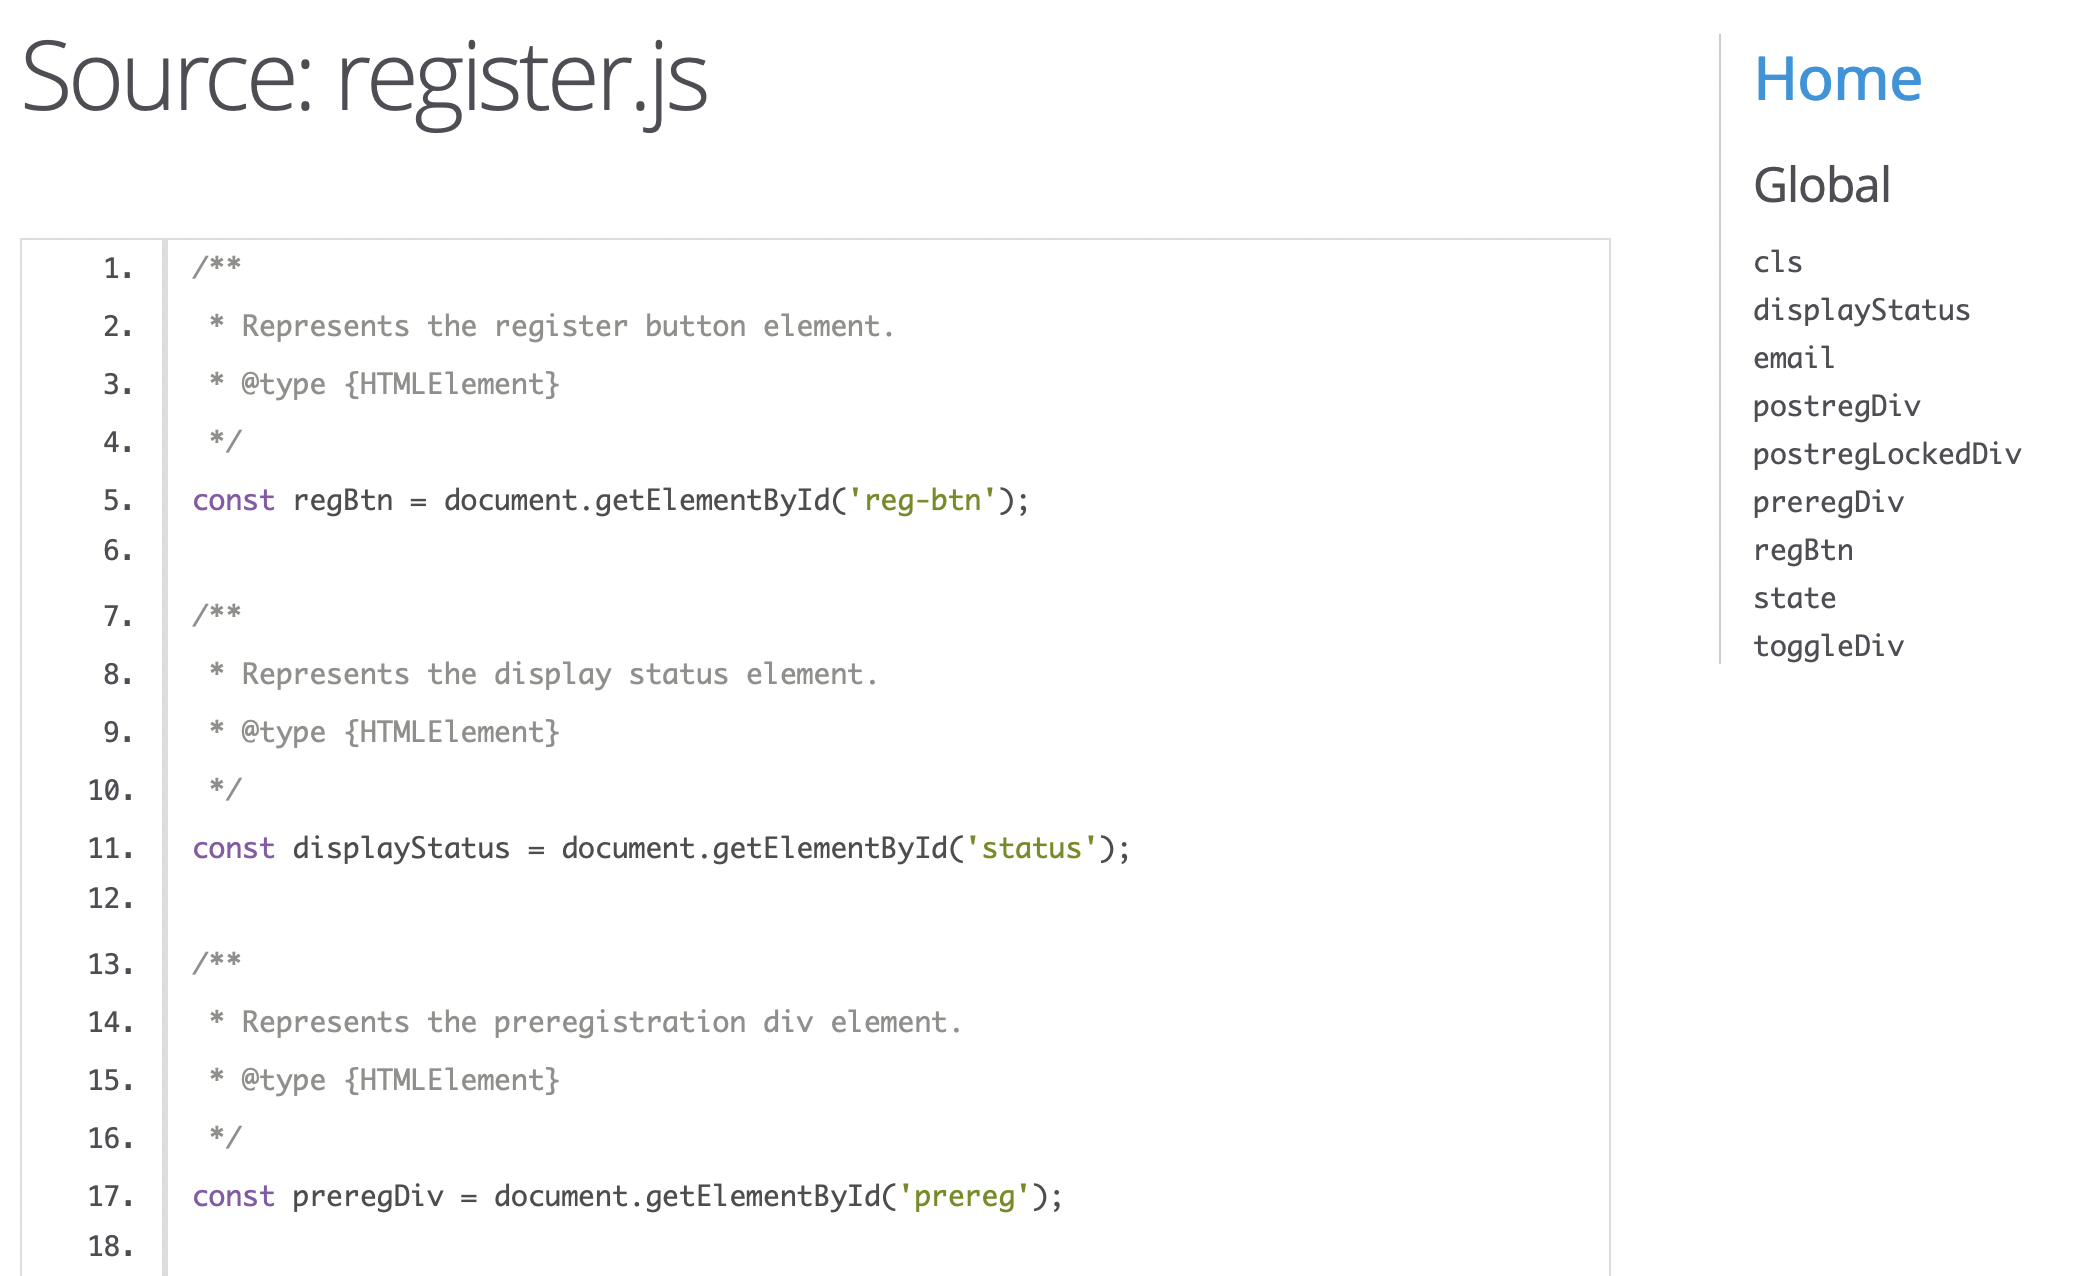 Source: register.js
1. /**
2.  * Represents the register button element.
3.  * @type {HTMLElement}
4.  */
5. const regBtn = document.getElementById('reg-btn');
6.
7. /**
8.  * Represents the display status element.
9.  * @type {HTMLElement}
10.  */
11. const displayStatus = document.getElementById('status');
12.
13. /**
14.  * Represents the preregistration div element.
15.  * @type {HTMLElement}
16.  */
17. const preregDiv = document.getElementById('prereg');
18.
Home
Global
cls
displayStatus
email
postregDiv
postregLockedDiv
preregDiv
regBtn
state
toggleDiv